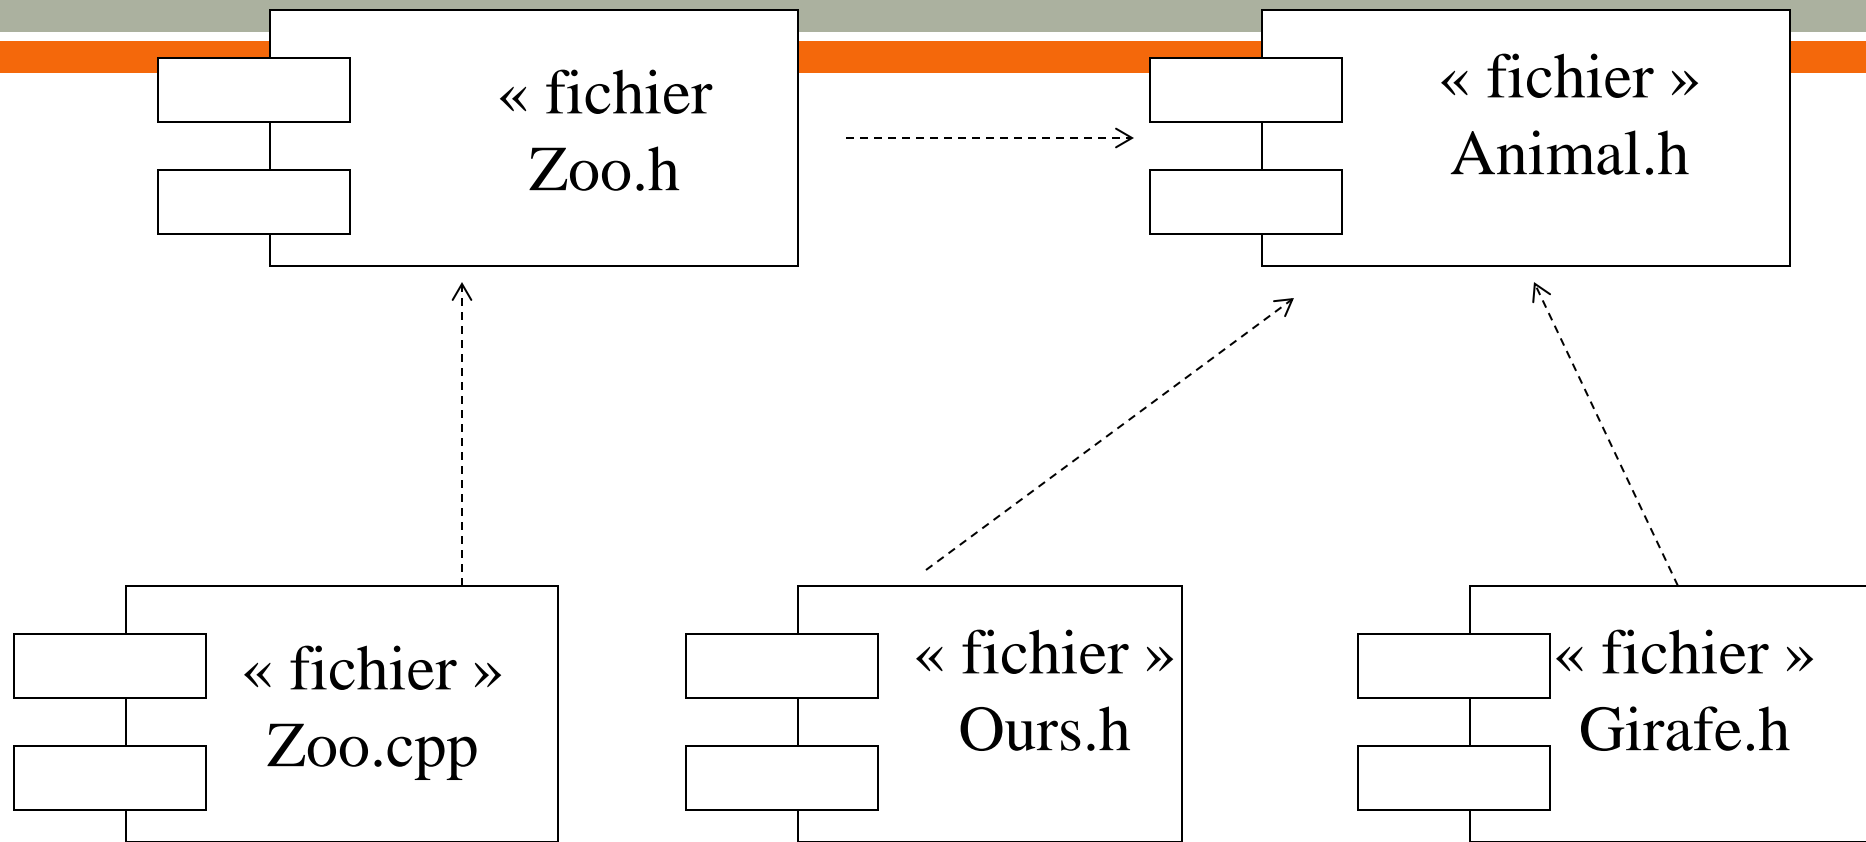 « fichier
Zoo.h
« fichier »
Animal.h
« fichier »
Zoo.cpp
« fichier »
Ours.h
« fichier »
Girafe.h